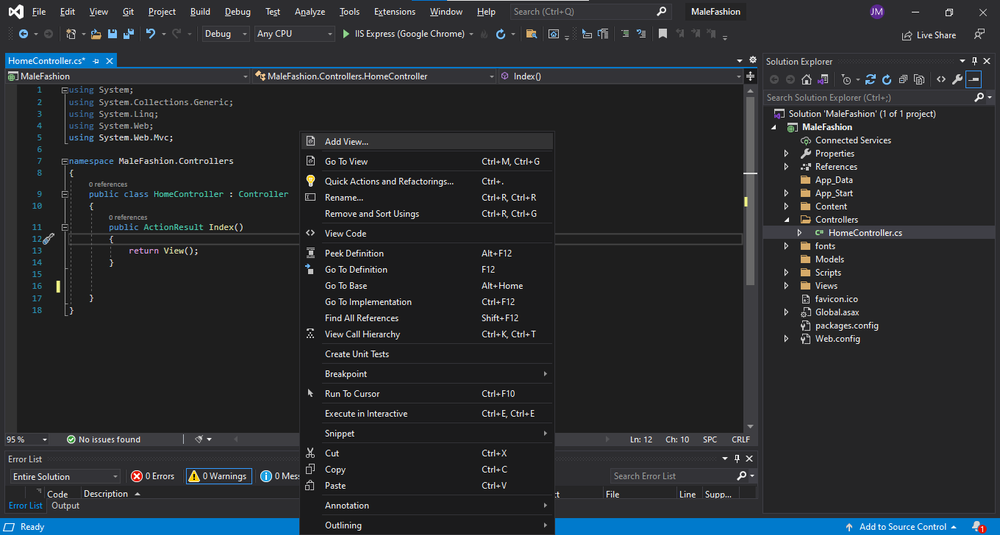 File Edit View Git Project Build Debug Test Analyze Tools Extensions Window Help Search (Ctrl+Q) MaleFashion JM
Debug Any CPU IIS Express (Google Chrome) Live Share
HomeController.cs*
MaleFashion MaleFashion.Controllers.HomeController Index()
1 using System;
2 using System.Collections.Generic;
3 using System.Linq;
4 using System.Web;
5 using System.Web.Mvc;
6
7 namespace MaleFashion.Controllers
8 {
0 references
9 public class HomeController : Controller
10 {
0 references
11 public ActionResult Index()
12 {
13 return View();
14 }
15
16
17 }
18 }
Add View...
Go To View Ctrl+M, Ctrl+G
Quick Actions and Refactorings... Ctrl+.
Rename... Ctrl+R, Ctrl+R
Remove and Sort Usings Ctrl+R, Ctrl+G
View Code
Peek Definition Alt+F12
Go To Definition F12
Go To Base Alt+Home
Go To Implementation Ctrl+F12
Find All References Shift+F12
View Call Hierarchy Ctrl+K, Ctrl+T
Create Unit Tests
Breakpoint
Run To Cursor Ctrl+F10
Execute in Interactive Ctrl+E, Ctrl+E
Snippet
Cut Ctrl+X
Copy Ctrl+C
Paste Ctrl+V
Annotation
Outlining
Solution Explorer
Search Solution Explorer (Ctrl+;)
Solution 'MaleFashion' (1 of 1 project)
MaleFashion
Connected Services
Properties
References
App_Data
App_Start
Content
Controllers
C# HomeController.cs
fonts
Models
Scripts
Views
favicon.ico
Global.asax
packages.config
Web.config
95 % No issues found Ln: 12 Ch: 10 SPC CRLF
Error List
Entire Solution 0 Errors 0 Warnings 0 Mes Search Error List
Code Description ct File Line Supp...
Error List Output
Ready Add to Source Control 1